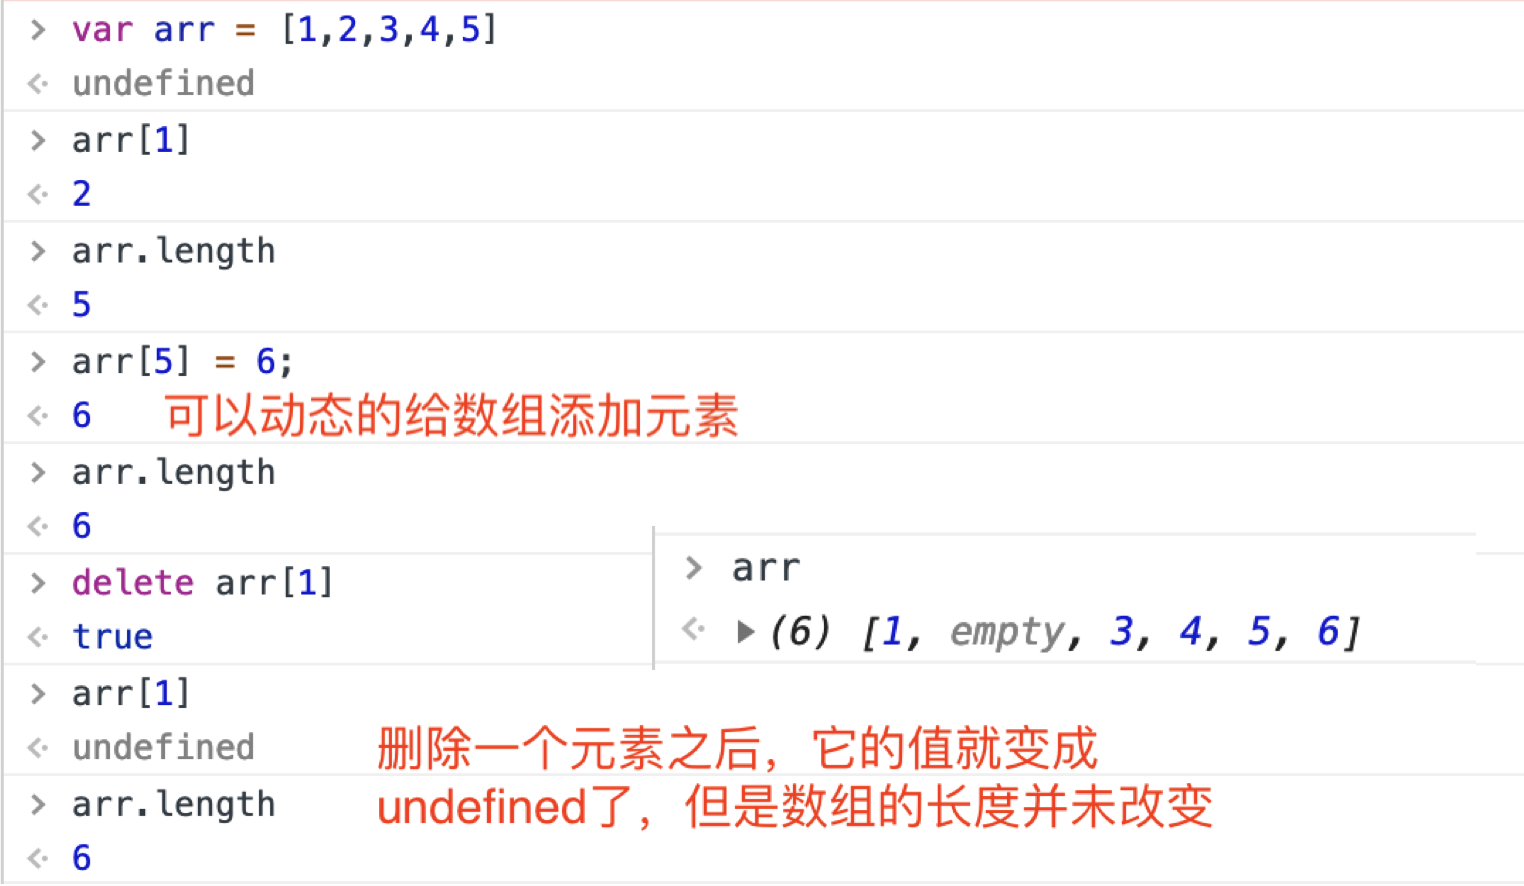 > var arr = [1,2,3,4,5]
<· undefined
> arr[1]
<· 2
> arr.length
<· 5
> arr[5] = 6;
<· 6 可以动态的给数组添加元素
> arr.length
<· 6
> delete arr[1]
<· true
> arr
<· ▶(6) [1, empty, 3, 4, 5, 6]
> arr[1]
<· undefined
删除一个元素之后，它的值就变成
undefined了，但是数组的长度并未改变
> arr.length
<· 6